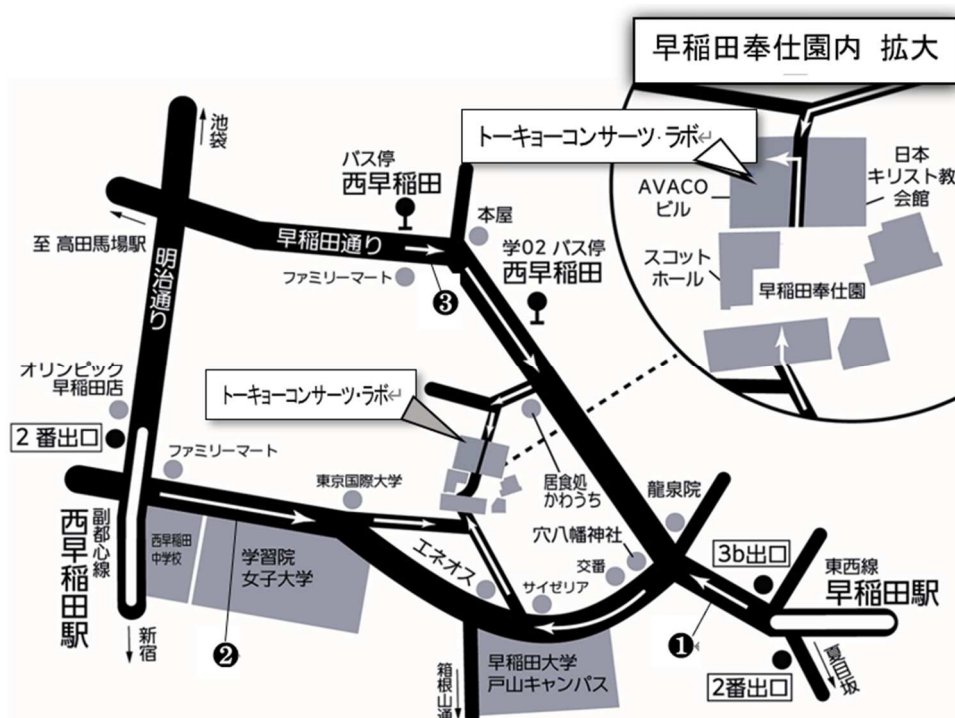 早稲田奉仕園内 拡大
トーキョーコンサーツ・ラボ↵
AVACO
ビル
日本
キリスト教
会館
スコット
ホール
早稲田奉仕園
↑池袋
バス停
西早稲田
本屋
至 高田馬場駅
早稲田通り
学02 バス停
西早稲田
ファミリーマート
❸
明治通り
オリンピック
早稲田店
2番出口
トーキョーコンサーツ・ラボ↵
ファミリーマート
東京国際大学
居食処
かわうち
龍泉院
穴八幡神社
交番
3b出口
東西線
早稲田駅
副都心線
西早稲田駅
西早稲田
中学校
学習院
女子大学
エネオス
サイゼリア
❶↵
❷
新宿
早稲田大学
戸山キャンパス
箱根山通
2番出口
夏目坂